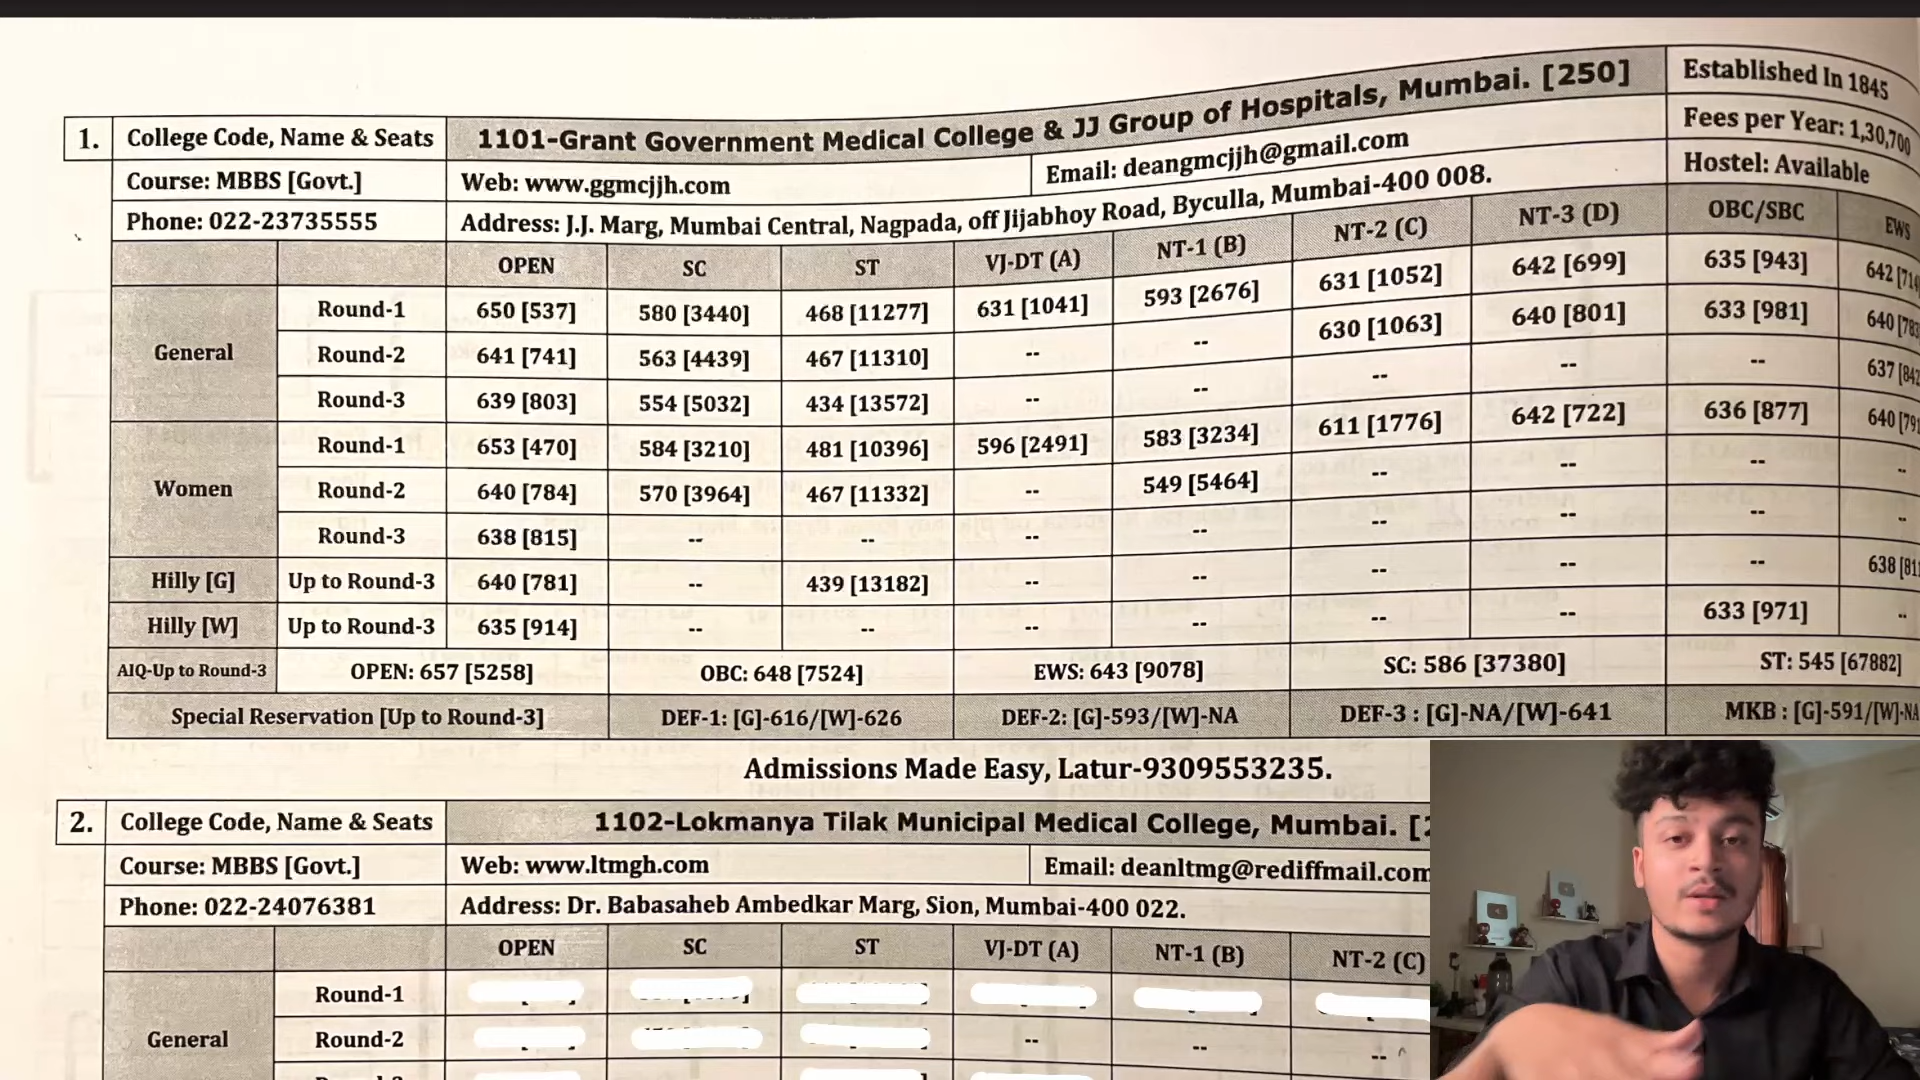 1. College Code, Name & Seats 1101-Grant Government Medical College & JJ Group of Hospitals, Mumbai. [250] Established In 1845
Course: MBBS [Govt.] Web: www.ggmcjjh.com Email: deangmcjjh@gmail.com Fees per Year: 1,30,700
Phone: 022-23735555 Address: J.J. Marg, Mumbai Central, Nagpada, off Jijabhoy Road, Byculla, Mumbai-400 008. Hostel: Available
OPEN SC ST VJ-DT (A) NT-1 (B) NT-2 (C) NT-3 (D) OBC/SBC EWS
General Round-1 650 [537] 580 [3440] 468 [11277] 631 [1041] 593 [2676] 631 [1052] 642 [699] 635 [943] 642 [714
Round-2 641 [741] 563 [4439] 467 [11310] -- -- 630 [1063] 640 [801] 633 [981] 640 [783
Round-3 639 [803] 554 [5032] 434 [13572] -- -- -- -- -- 637 [842
Women Round-1 653 [470] 584 [3210] 481 [10396] 596 [2491] 583 [3234] 611 [1776] 642 [722] 636 [877] 640 [791
Round-2 640 [784] 570 [3964] 467 [11332] -- 549 [5464] -- -- -- --
Round-3 638 [815] -- -- -- -- -- -- -- --
Hilly [G] Up to Round-3 640 [781] -- 439 [13182] -- -- -- -- -- 638 [811
Hilly [W] Up to Round-3 635 [914] -- -- -- -- -- -- 633 [971] --
AIQ-Up to Round-3 OPEN: 657 [5258] OBC: 648 [7524] EWS: 643 [9078] SC: 586 [37380] ST: 545 [67882]
Special Reservation [Up to Round-3] DEF-1: [G]-616/[W]-626 DEF-2: [G]-593/[W]-NA DEF-3 : [G]-NA/[W]-641 MKB : [G]-591/[W]-NA
Admissions Made Easy, Latur-9309553235.
2. College Code, Name & Seats 1102-Lokmanya Tilak Municipal Medical College, Mumbai. [
Course: MBBS [Govt.] Web: www.ltmgh.com Email: deanltmg@rediffmail.com
Phone: 022-24076381 Address: Dr. Babasaheb Ambedkar Marg, Sion, Mumbai-400 022.
OPEN SC ST VJ-DT (A) NT-1 (B) NT-2 (C)
General Round-1
Round-2 -- -- --